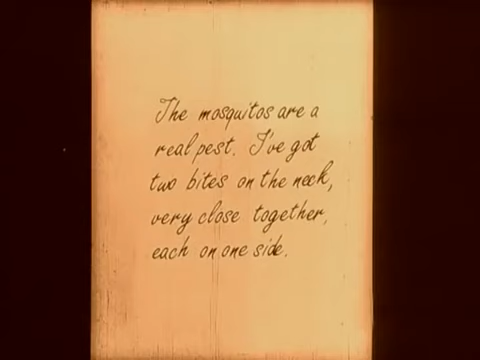 The mosquitos are a
real pest. I've got
two bites on the neck,
very close together,
each on one side.